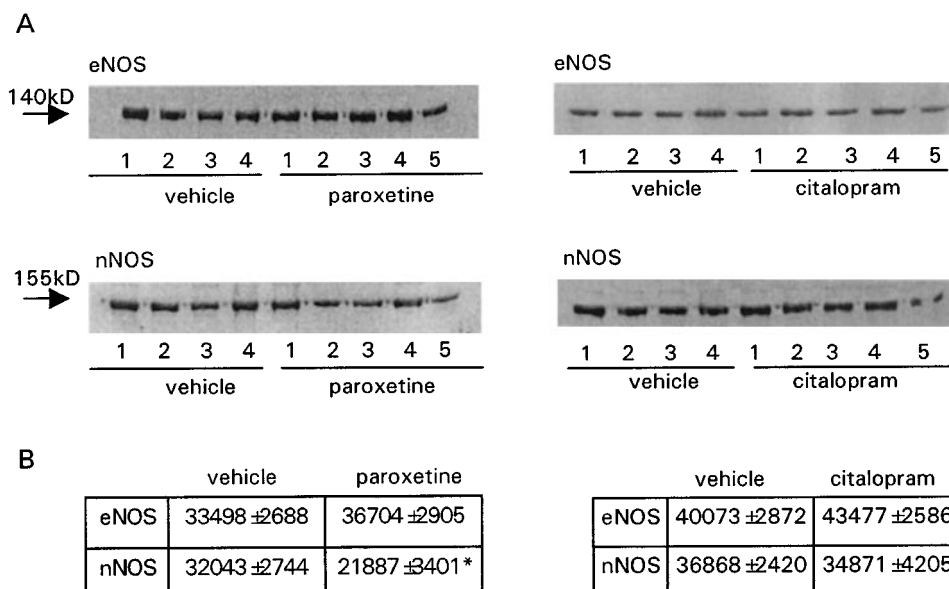 A
eNOS
eNOS
140kD
1 2 3 4 1 2 3 4 5
1 2 3 4 1 2 3 4 5
vehicle paroxetine
vehicle citalopram
nNOS
nNOS
155kD
1 2 3 4 1 2 3 4 5
1 2 3 4 1 2 3 4 5
vehicle paroxetine
vehicle citalopram
B
vehicle paroxetine
eNOS 33498 ±2688 36704 ±2905
nNOS 32043 ±2744 21887 ±3401 *
vehicle citalopram
eNOS 40073 ±2872 43477 ±2586
nNOS 36868 ±2420 34871 ±4205